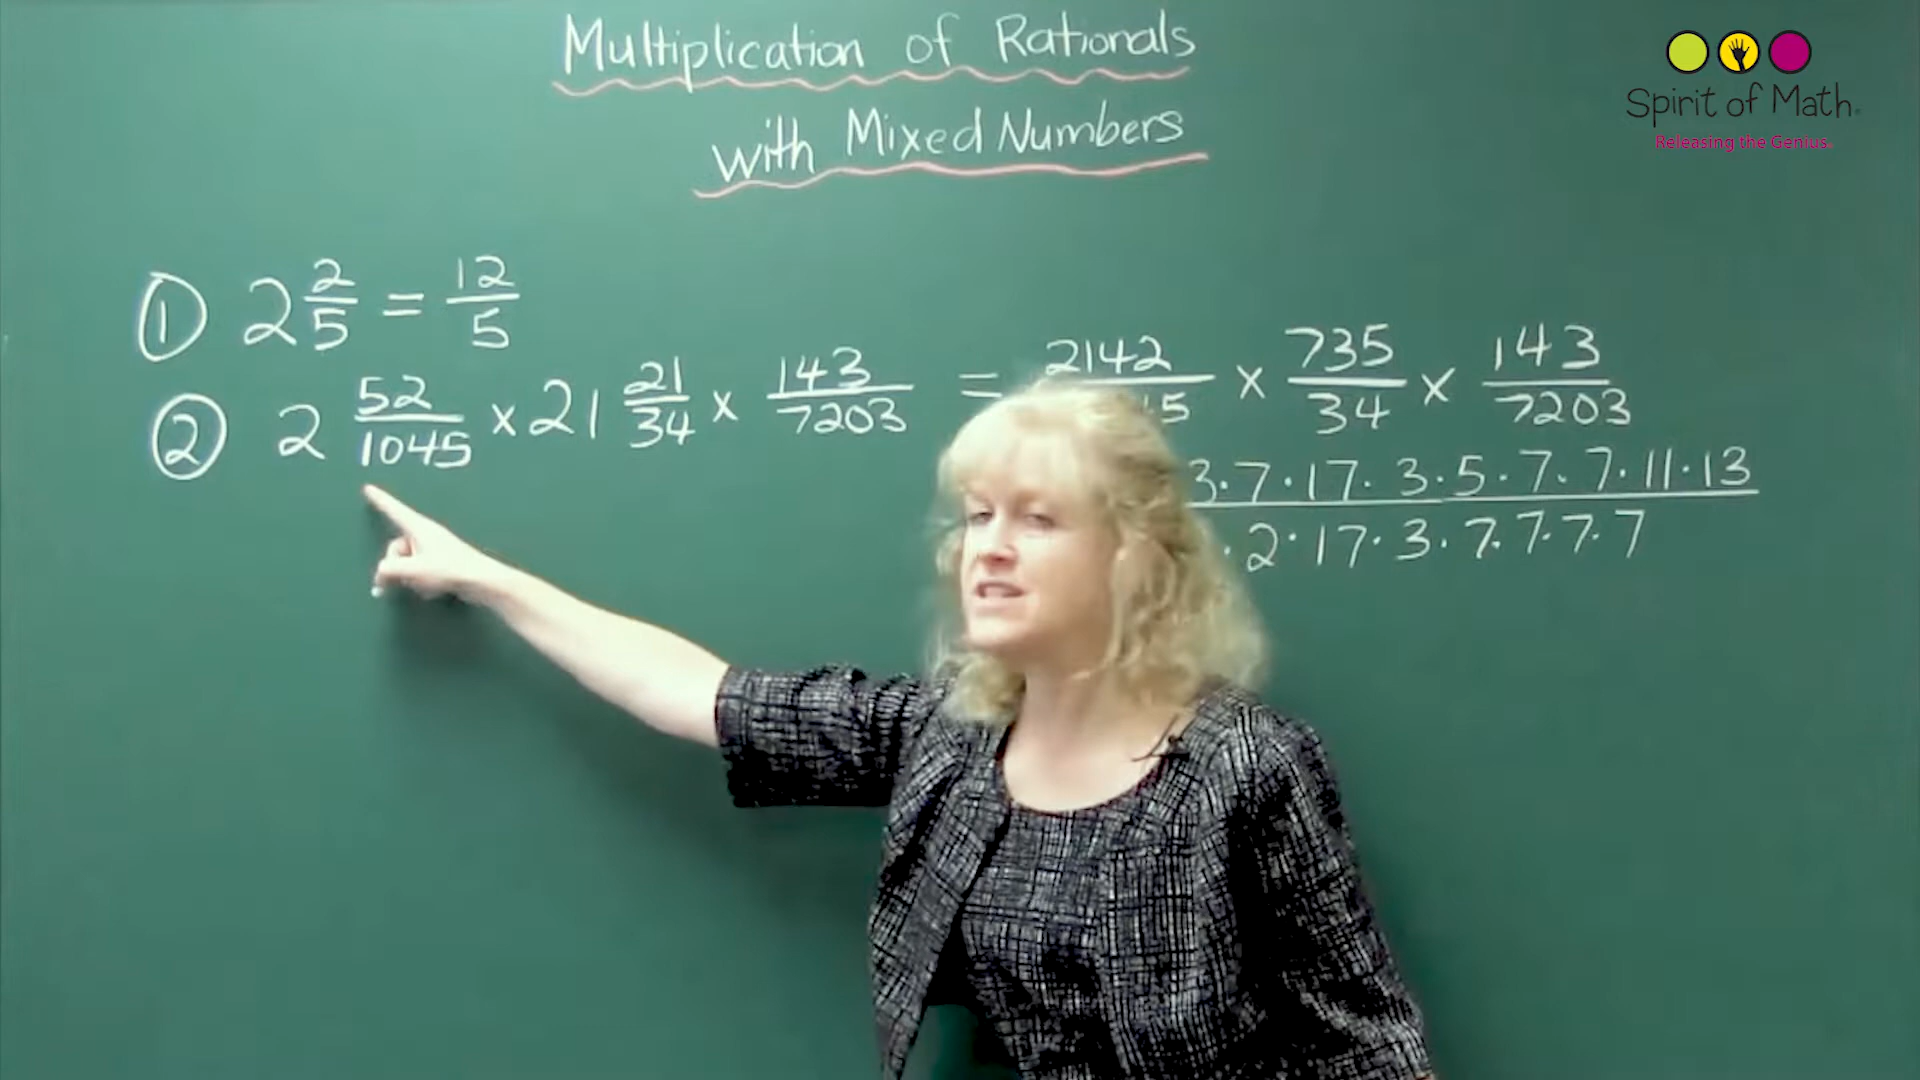 Multiplication of Rationals
with Mixed Numbers
Spirit of Math
Releasing the Genius
① 2 2/5 = 12/5
② 2 52/1045 × 21 21/34 × 143/7203 = 2142/ 5 × 735/34 × 143/7203
3·7·17·3·5·7·7·11·13
·2·17·3·7·7·7·7